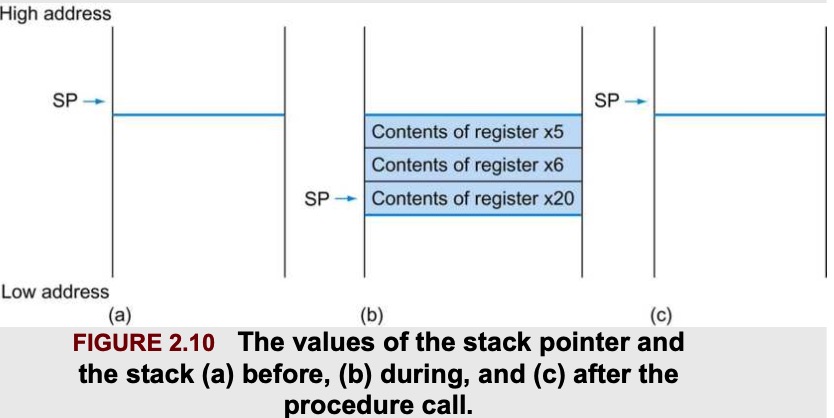 High address
SP
SP
Contents of register x5
Contents of register x6
SP
Contents of register x20
Low address
(a)
(b)
(c)
FIGURE 2.10 The values of the stack pointer and
the stack (a) before, (b) during, and (c) after the
procedure call.